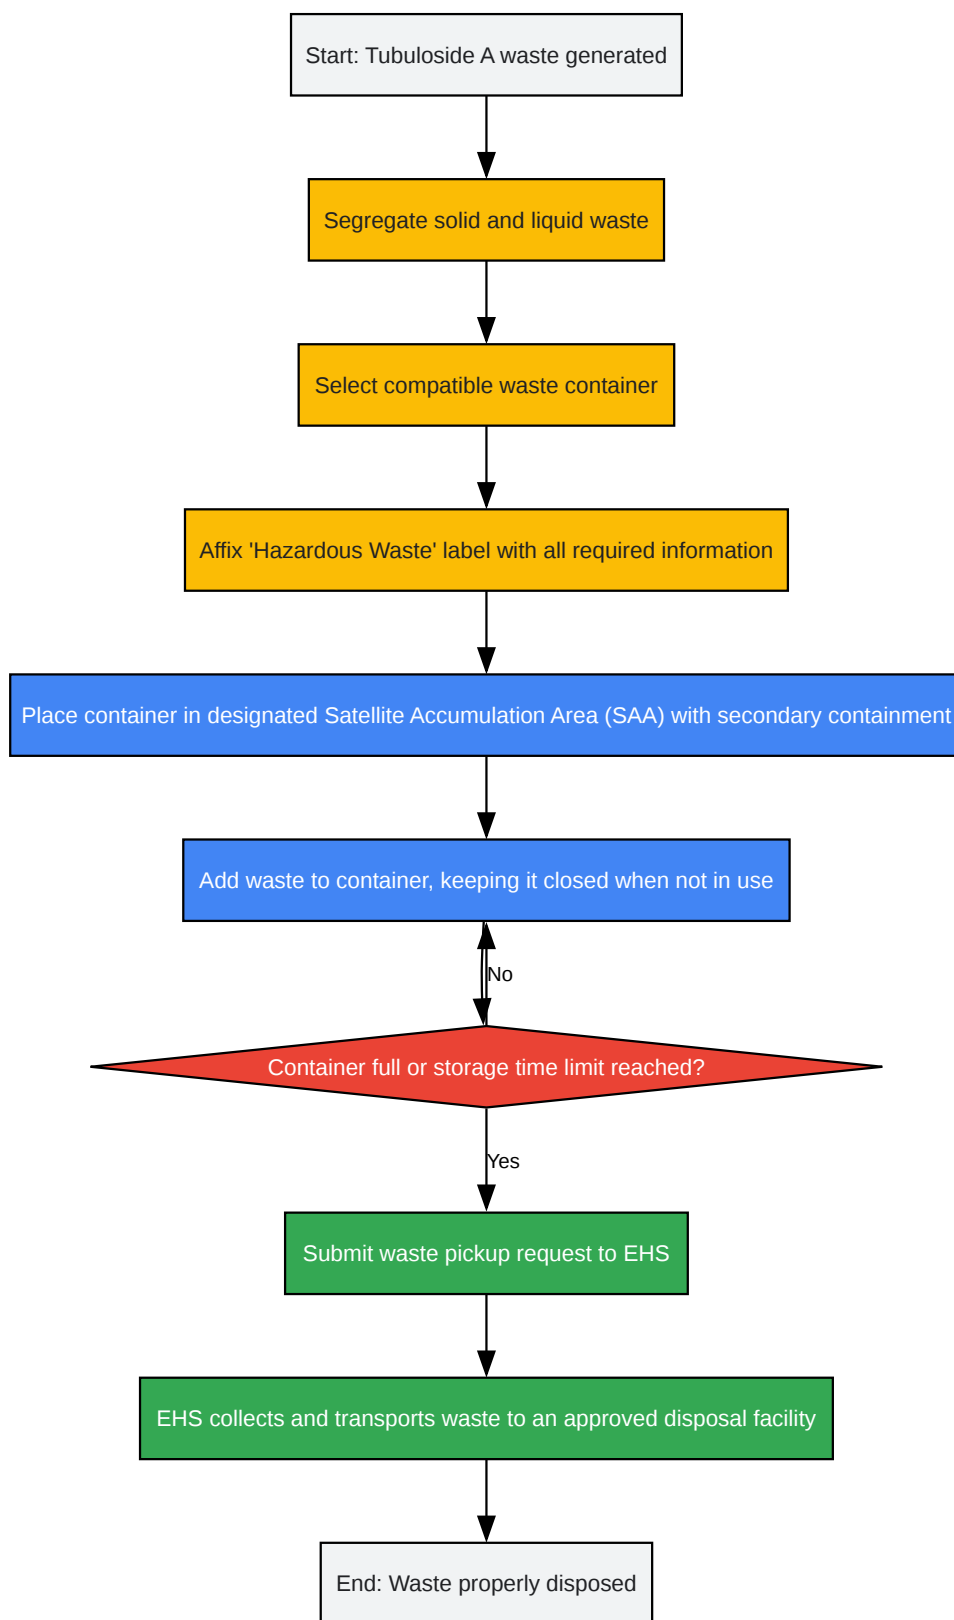 Start: Tubuloside A waste generated
Segregate solid and liquid waste
Select compatible waste container
Affix 'Hazardous Waste' label with all required information
Place container in designated Satellite Accumulation Area (SAA) with secondary containment
Add waste to container, keeping it closed when not in use
No
Container full or storage time limit reached?
Yes
Submit waste pickup request to EHS
EHS collects and transports waste to an approved disposal facility
End: Waste properly disposed